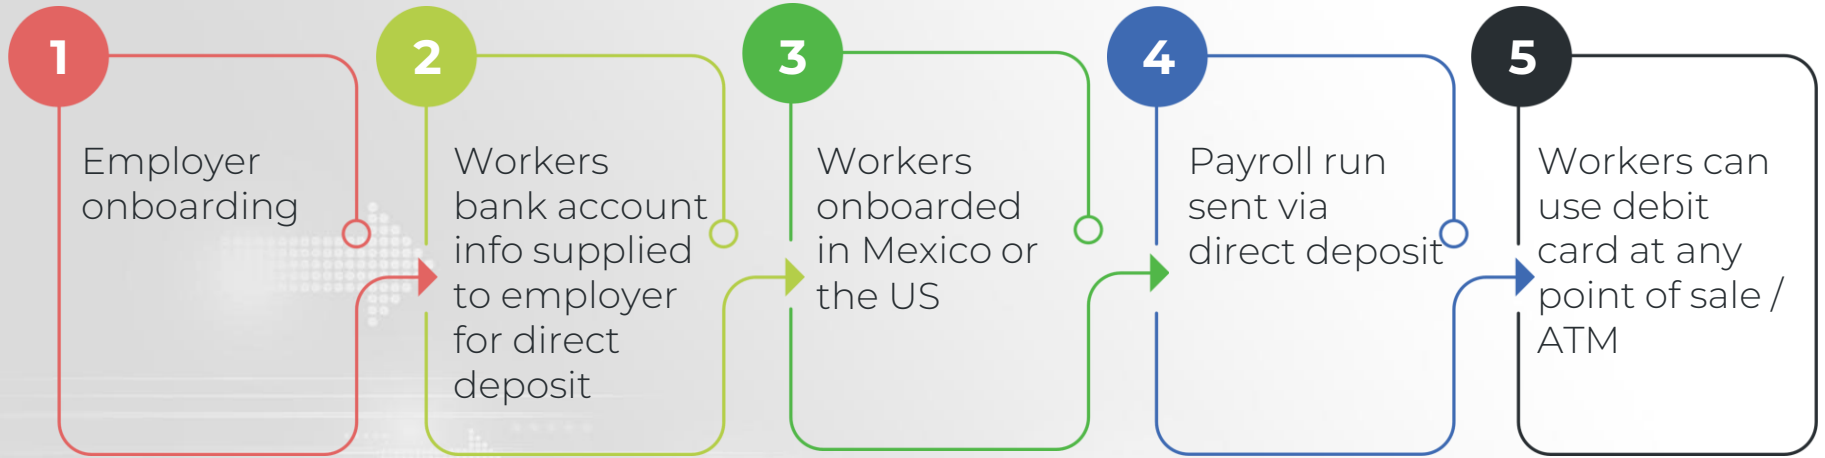 1
Employer
onboarding
2
Workers
bank account
info supplied
to employer
for direct
deposit
3
Workers
onboarded
in Mexico or
the US
4
Payroll run
sent via
direct deposit
5
Workers can
use debit
card at any
point of sale /
ATM